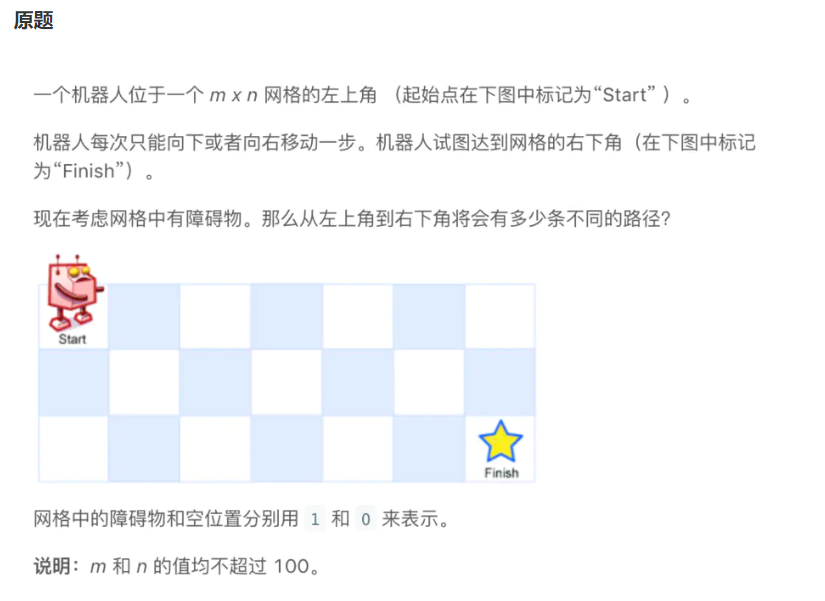 原题
一个机器人位于一个 m x n 网格的左上角 （起始点在下图中标记为“Start” ）。
机器人每次只能向下或者向右移动一步。机器人试图达到网格的右下角（在下图中标记
为“Finish”）。
现在考虑网格中有障碍物。那么从左上角到右下角将会有多少条不同的路径？
Start
Finish
网格中的障碍物和空位置分别用 1 和 0 来表示。
说明：m 和 n 的值均不超过 100。